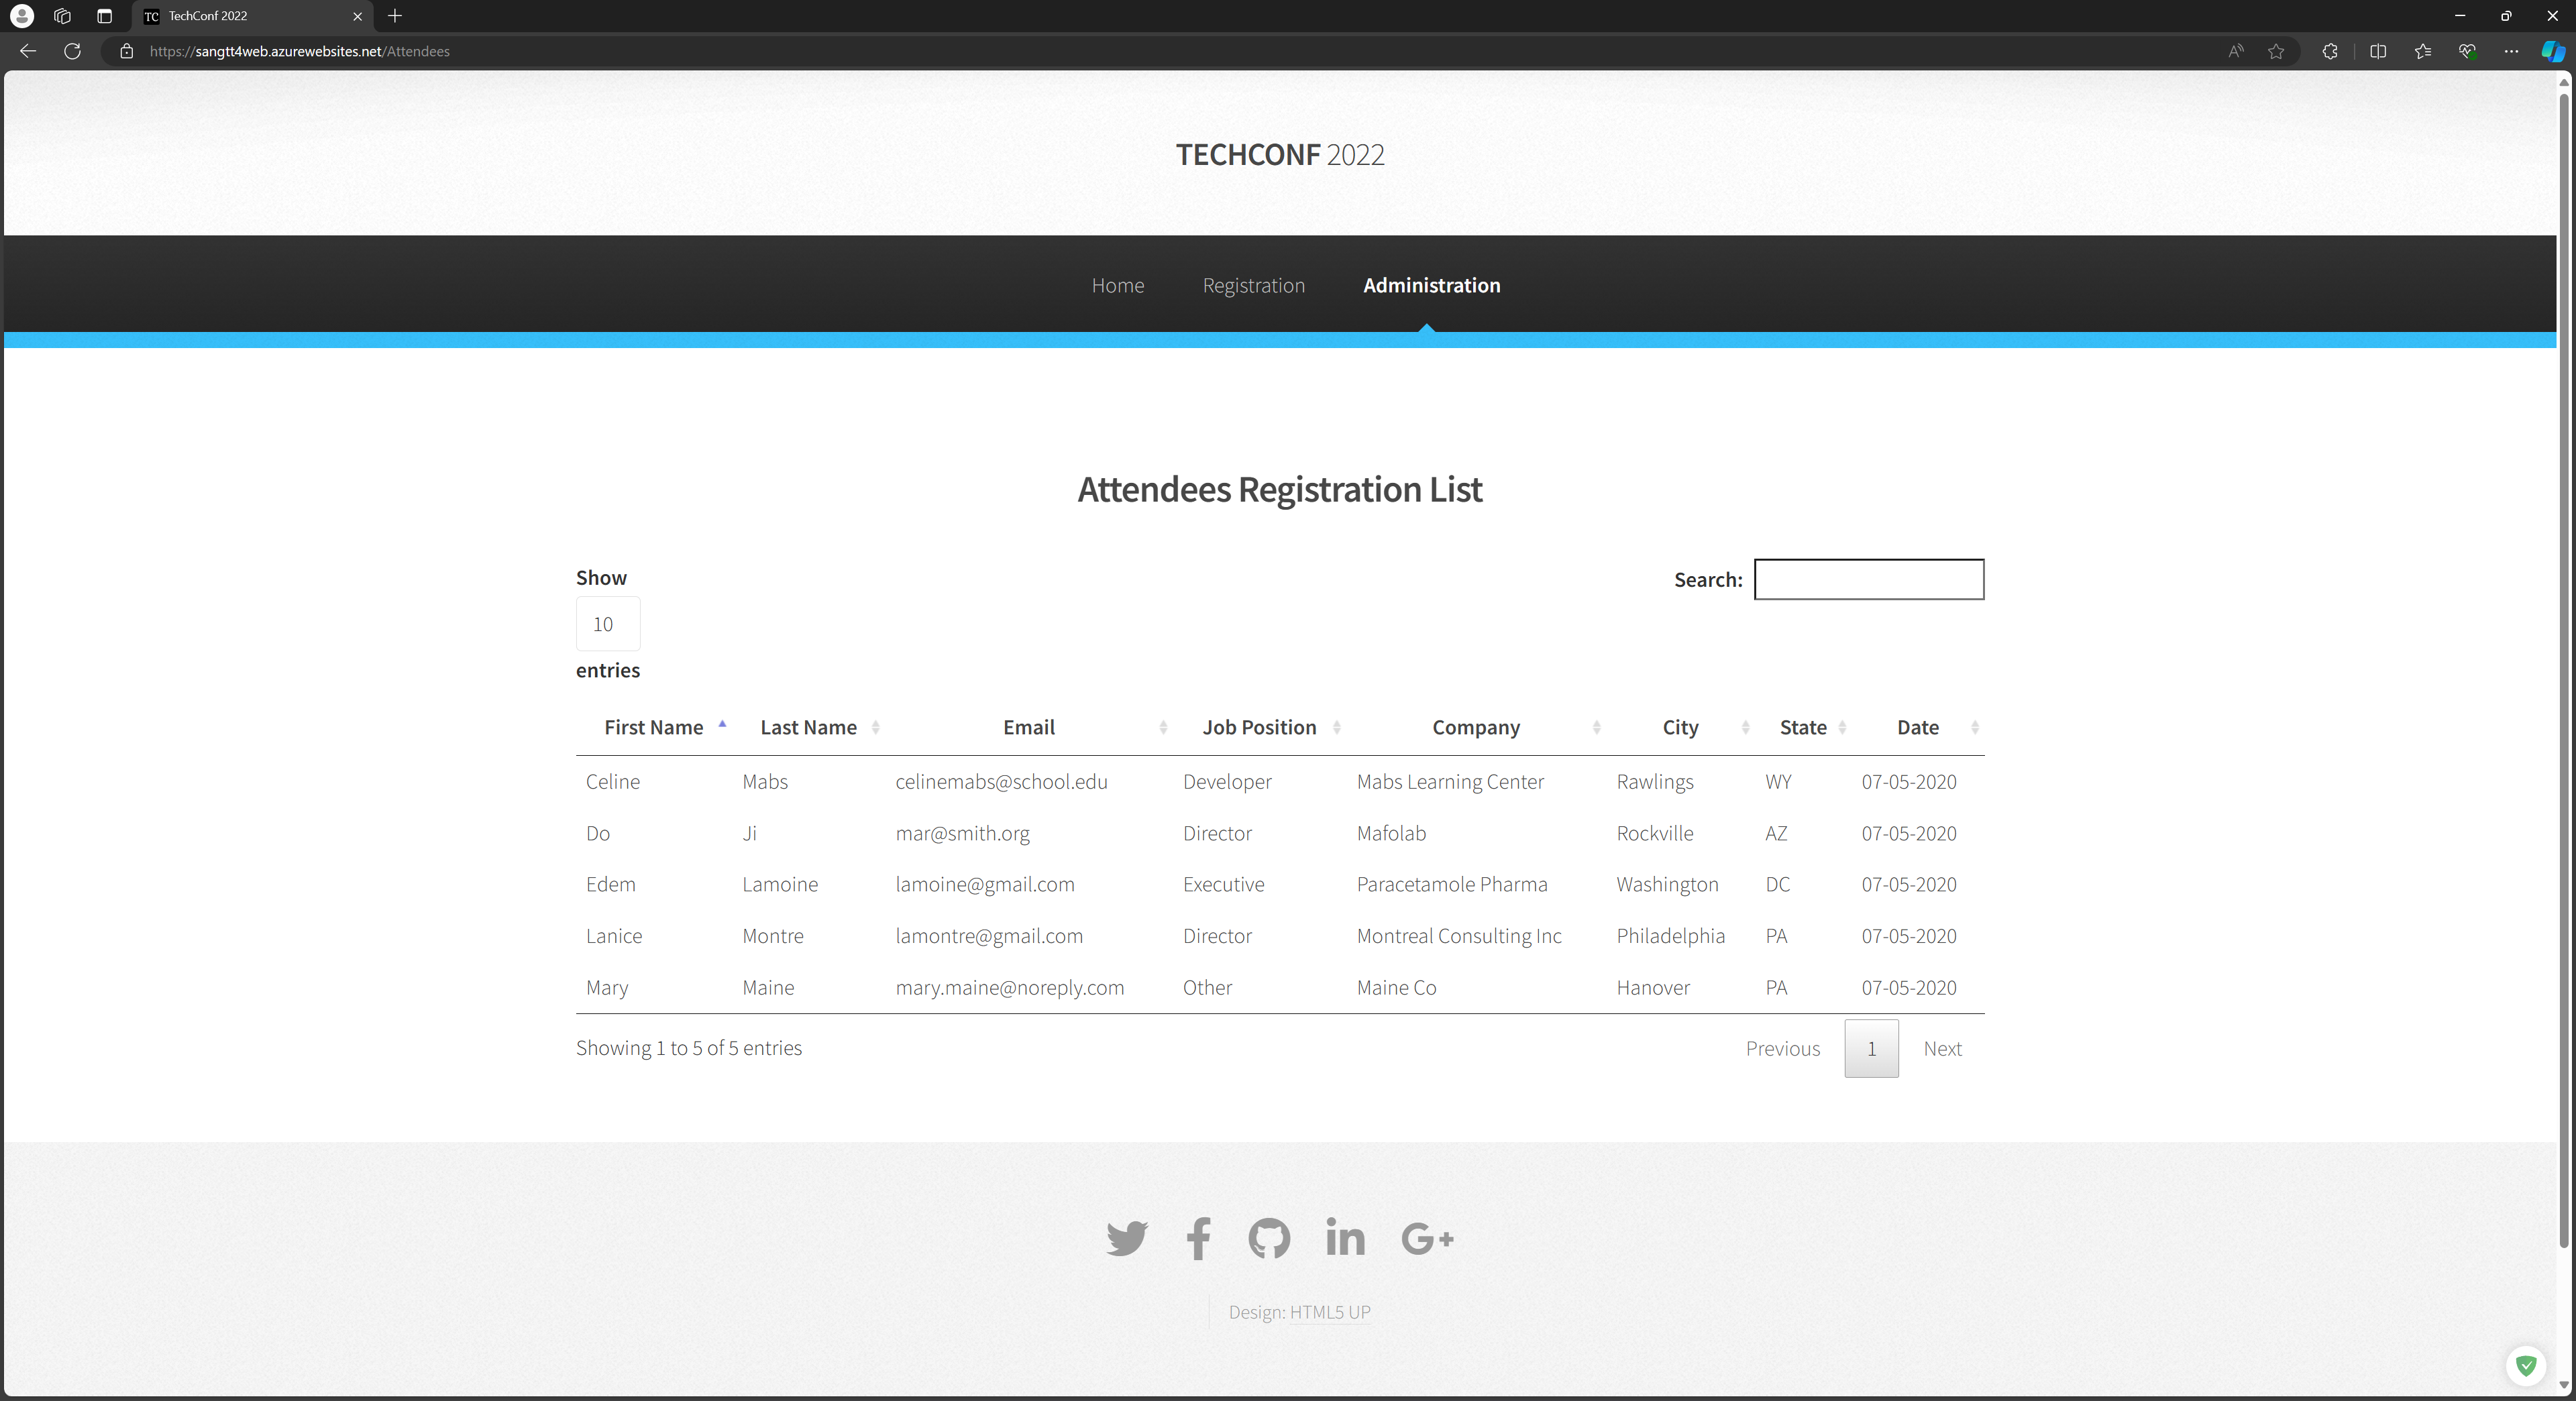 TC TechConf 2022
https://sangtt4web.azurewebsites.net/Attendees
TECHCONF 2022
Home Registration Administration
Attendees Registration List
Show
Search:
10
entries
First Name Last Name Email Job Position Company City State Date
Celine Mabs celinemabs@school.edu Developer Mabs Learning Center Rawlings WY 07-05-2020
Do Ji mar@smith.org Director Mafolab Rockville AZ 07-05-2020
Edem Lamoine lamoine@gmail.com Executive Paracetamole Pharma Washington DC 07-05-2020
Lanice Montre lamontre@gmail.com Director Montreal Consulting Inc Philadelphia PA 07-05-2020
Mary Maine mary.maine@noreply.com Other Maine Co Hanover PA 07-05-2020
Showing 1 to 5 of 5 entries
Previous 1 Next
Design: HTML5 UP